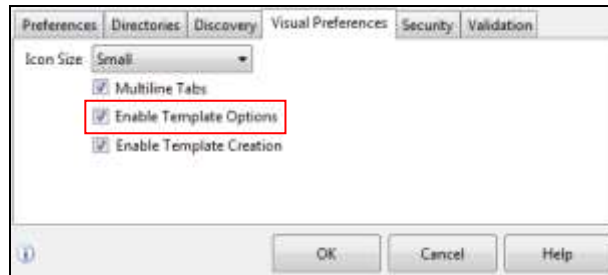 Preferences Directories Discovery Visual Preferences Security Validation
Icon Size Small
Multiline Tabs
Enable Template Options
Enable Template Creation
OK Cancel Help